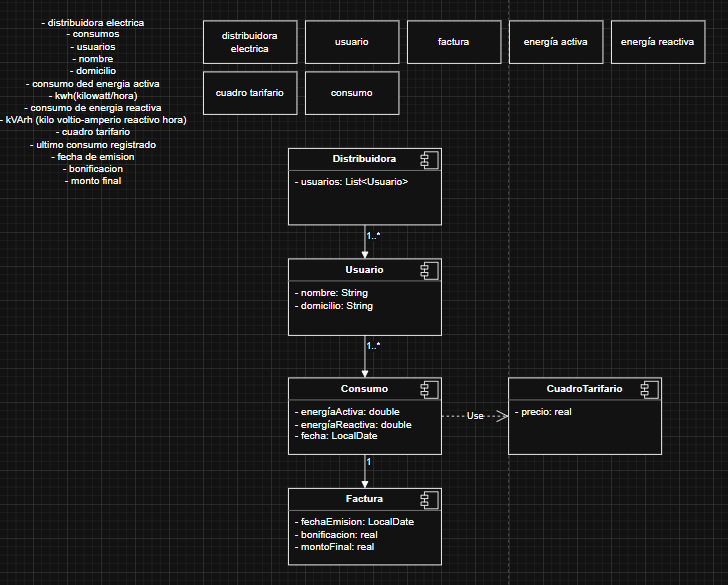 - distribuidora electrica
- consumos
- usuarios
- nombre
- domicilio
- consumo ded energia activa
- kwh(kilowatt/hora)
- consumo de energia reactiva
- kVArh (kilo voltio-amperio reactivo hora)
- cuadro tarifario
- ultimo consumo registrado
- fecha de emision
- bonificacion
- monto final
distribuidora
electrica
usuario
factura
energía activa
energía reactiva
cuadro tarifario
consumo
Distribuidora
- usuarios: List<Usuario>
1..*
Usuario
- nombre: String
- domicilio: String
1..*
Consumo
- energíaActiva: double
- energíaReactiva: double
- fecha: LocalDate
Use
CuadroTarifario
- precio: real
1
Factura
- fechaEmision: LocalDate
- bonificacion: real
- montoFinal: real